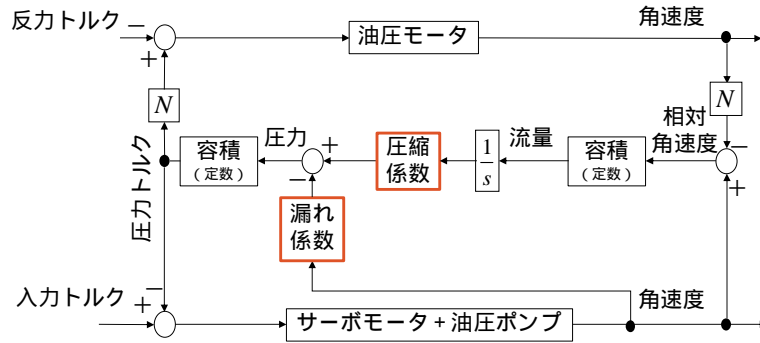 反力トルク
−
+
油圧モータ
角速度
N
N
相対
角速度
−
+
圧力トルク
容積
(定数)
圧力
+
−
圧縮
係数
1
s
流量
容積
(定数)
漏れ
係数
−
+
入力トルク
サーボモータ+油圧ポンプ
角速度